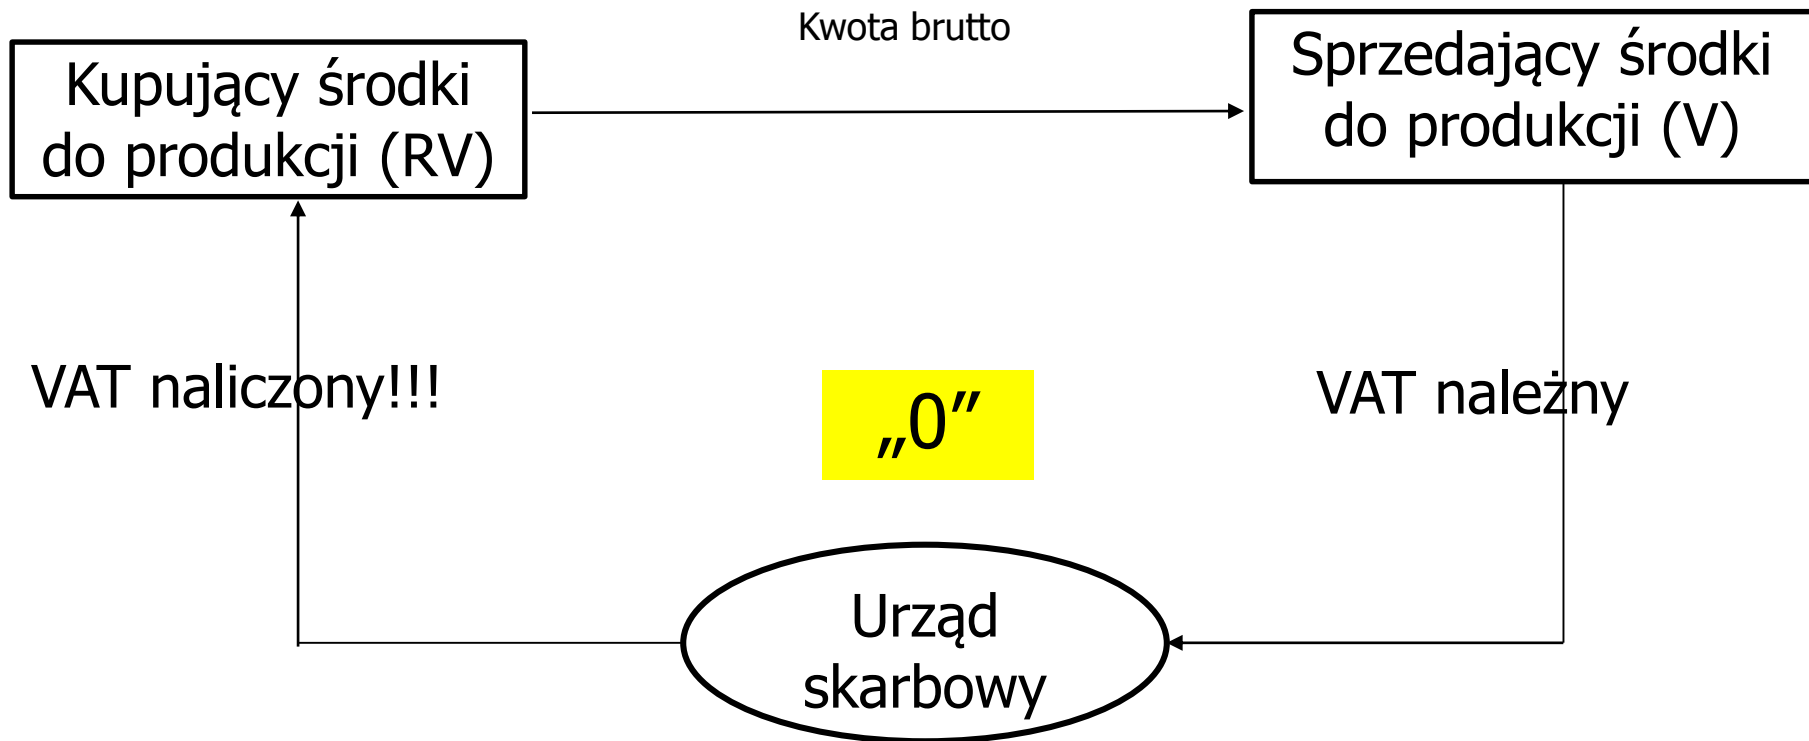 Kwota brutto
Kupujący środki
do produkcji (RV)
Sprzedający środki
do produkcji (V)
VAT naliczony!!!
„0”
VAT należny
Urząd
skarbowy